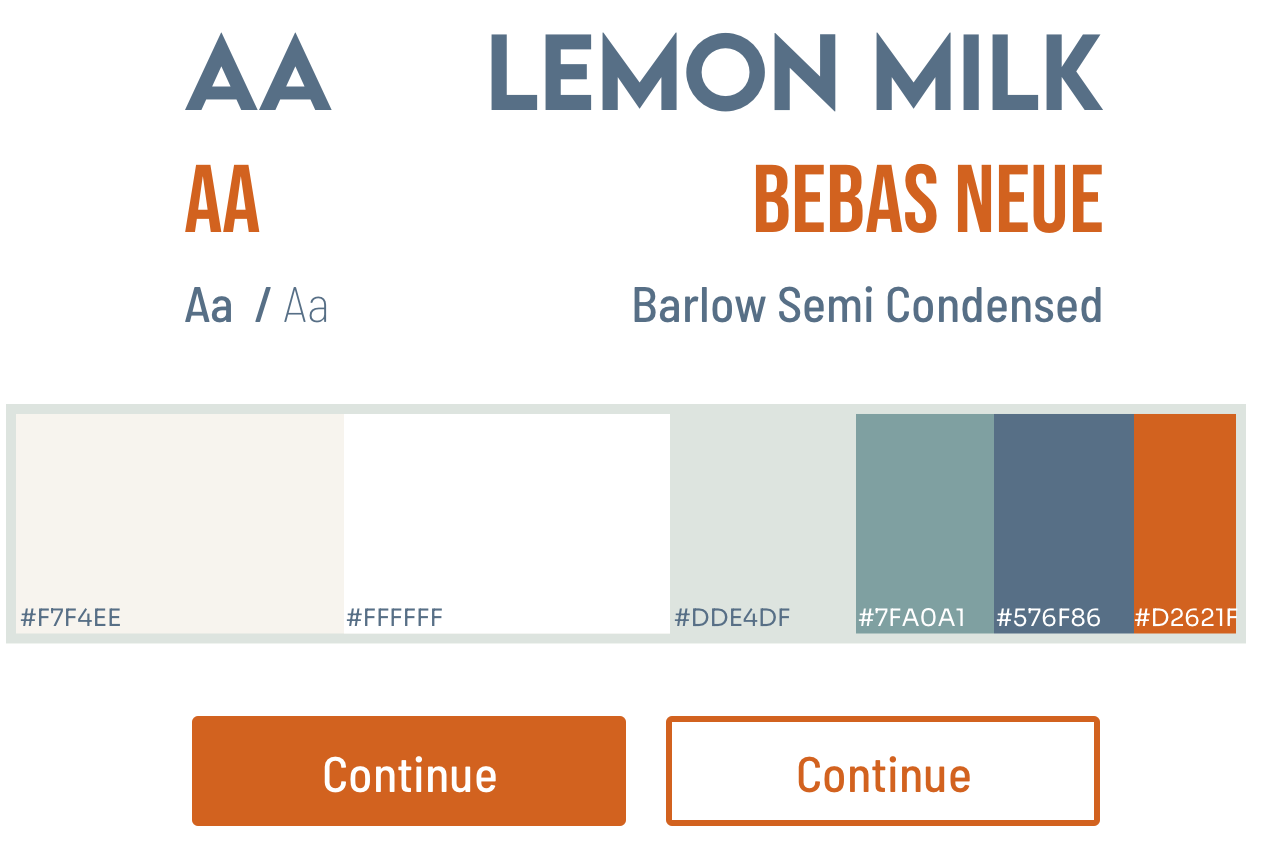 AA LEMON MILK
AA BEBAS NEUE
Aa / Aa Barlow Semi Condensed
#F7F4EE #FFFFFF #DDE4DF #7FA0A1 #576F86 #D2621F
Continue Continue